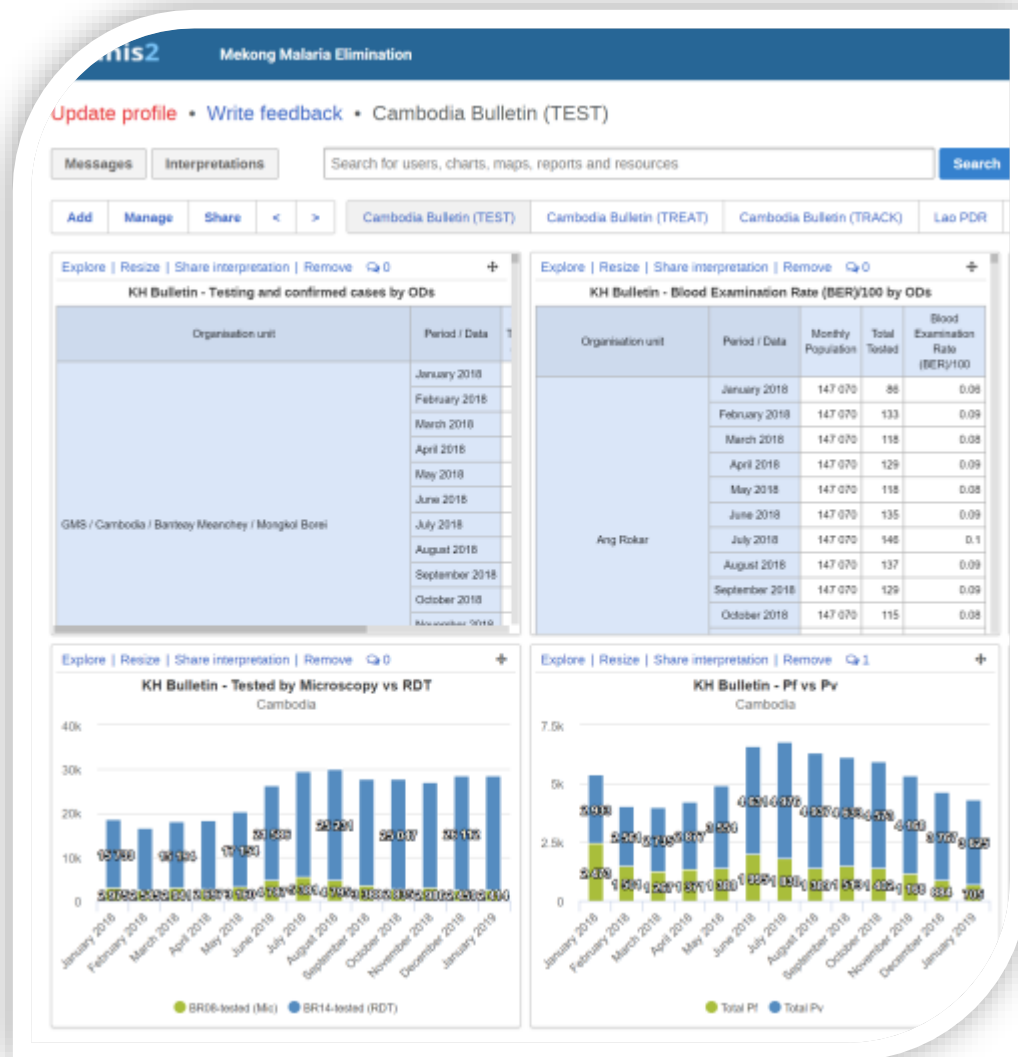 his2 Mekong Malaria Elimination
Update profile • Write feedback • Cambodia Bulletin (TEST)
Messages Interpretations Search for users, charts, maps, reports and resources Search
Add Manage Share < > Cambodia Bulletin (TEST) Cambodia Bulletin (TREAT) Cambodia Bulletin (TRACK) Lao PDR
Explore | Resize | Share interpretation | Remove 0
KH Bulletin - Testing and confirmed cases by ODs
Organisation unit Period / Data
GMS / Cambodia / Banteay Meanchey / Mongkol Borei
January 2018
February 2018
March 2018
April 2018
May 2018
June 2018
July 2018
August 2018
September 2018
October 2018
November 2018
Explore | Resize | Share interpretation | Remove 0
KH Bulletin - Blood Examination Rate (BER)/100 by ODs
Organisation unit Period / Data Monthly Population Total Tested Blood Examination Rate (BER)/100
Ang Rokar
January 2018 147 070 86 0.06
February 2018 147 070 133 0.09
March 2018 147 070 118 0.08
April 2018 147 070 129 0.09
May 2018 147 070 118 0.08
June 2018 147 070 135 0.09
July 2018 147 070 146 0.1
August 2018 147 070 137 0.09
September 2018 147 070 129 0.09
October 2018 147 070 115 0.08
Explore | Resize | Share interpretation | Remove 0
KH Bulletin - Tested by Microscopy vs RDT
Cambodia
40k
30k
20k
10k
0
January 2018 February 2018 March 2018 April 2018 May 2018 June 2018 July 2018 August 2018 September 2018 October 2018 November 2018 December 2018 January 2019
BR06-tested (Mic) BR14-tested (RDT)
Explore | Resize | Share interpretation | Remove 1
KH Bulletin - Pf vs Pv
Cambodia
7.5k
5k
2.5k
0
January 2018 February 2018 March 2018 April 2018 May 2018 June 2018 July 2018 August 2018 September 2018 October 2018 November 2018 December 2018 January 2019
Total Pf Total Pv